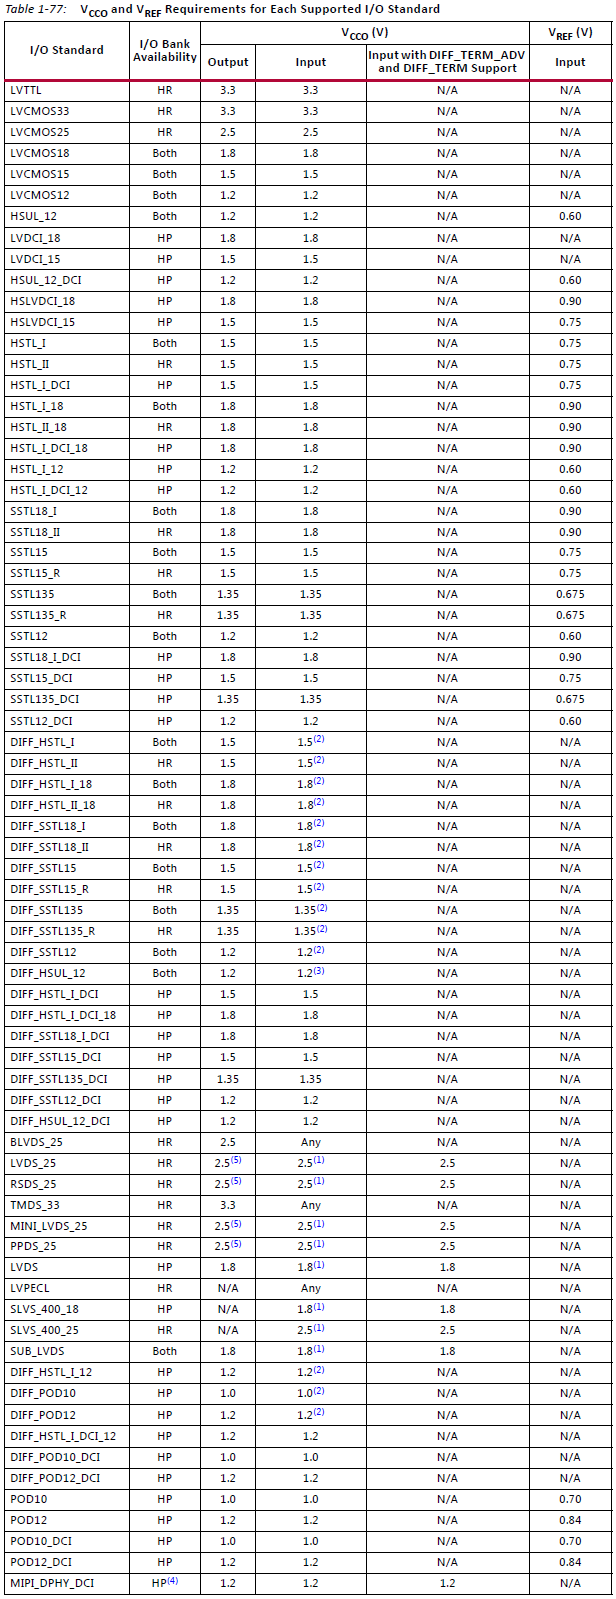 Table 1-77: VCCO and VREF Requirements for Each Supported I/O Standard
I/O Standard I/O Bank Availability VCCO (V) VREF (V)
Output Input Input with DIFF_TERM_ADV and DIFF_TERM Support Input
LVTTL HR 3.3 3.3 N/A N/A
LVCMOS33 HR 3.3 3.3 N/A N/A
LVCMOS25 HR 2.5 2.5 N/A N/A
LVCMOS18 Both 1.8 1.8 N/A N/A
LVCMOS15 Both 1.5 1.5 N/A N/A
LVCMOS12 Both 1.2 1.2 N/A N/A
HSUL_12 Both 1.2 1.2 N/A 0.60
LVDCI_18 HP 1.8 1.8 N/A N/A
LVDCI_15 HP 1.5 1.5 N/A N/A
HSUL_12_DCI HP 1.2 1.2 N/A 0.60
HSLVDCI_18 HP 1.8 1.8 N/A 0.90
HSLVDCI_15 HP 1.5 1.5 N/A 0.75
HSTL_I Both 1.5 1.5 N/A 0.75
HSTL_II HR 1.5 1.5 N/A 0.75
HSTL_I_DCI HP 1.5 1.5 N/A 0.75
HSTL_I_18 Both 1.8 1.8 N/A 0.90
HSTL_II_18 HR 1.8 1.8 N/A 0.90
HSTL_I_DCI_18 HP 1.8 1.8 N/A 0.90
HSTL_I_12 HP 1.2 1.2 N/A 0.60
HSTL_I_DCI_12 HP 1.2 1.2 N/A 0.60
SSTL18_I Both 1.8 1.8 N/A 0.90
SSTL18_II HR 1.8 1.8 N/A 0.90
SSTL15 Both 1.5 1.5 N/A 0.75
SSTL15_R HR 1.5 1.5 N/A 0.75
SSTL135 Both 1.35 1.35 N/A 0.675
SSTL135_R HR 1.35 1.35 N/A 0.675
SSTL12 Both 1.2 1.2 N/A 0.60
SSTL18_I_DCI HP 1.8 1.8 N/A 0.90
SSTL15_DCI HP 1.5 1.5 N/A 0.75
SSTL135_DCI HP 1.35 1.35 N/A 0.675
SSTL12_DCI HP 1.2 1.2 N/A 0.60
DIFF_HSTL_I Both 1.5 1.5(2) N/A N/A
DIFF_HSTL_II HR 1.5 1.5(2) N/A N/A
DIFF_HSTL_I_18 Both 1.8 1.8(2) N/A N/A
DIFF_HSTL_II_18 HR 1.8 1.8(2) N/A N/A
DIFF_SSTL18_I Both 1.8 1.8(2) N/A N/A
DIFF_SSTL18_II HR 1.8 1.8(2) N/A N/A
DIFF_SSTL15 Both 1.5 1.5(2) N/A N/A
DIFF_SSTL15_R HR 1.5 1.5(2) N/A N/A
DIFF_SSTL135 Both 1.35 1.35(2) N/A N/A
DIFF_SSTL135_R HR 1.35 1.35(2) N/A N/A
DIFF_SSTL12 Both 1.2 1.2(2) N/A N/A
DIFF_HSUL_12 Both 1.2 1.2(3) N/A N/A
DIFF_HSTL_I_DCI HP 1.5 1.5 N/A N/A
DIFF_HSTL_I_DCI_18 HP 1.8 1.8 N/A N/A
DIFF_SSTL18_I_DCI HP 1.8 1.8 N/A N/A
DIFF_SSTL15_DCI HP 1.5 1.5 N/A N/A
DIFF_SSTL135_DCI HP 1.35 1.35 N/A N/A
DIFF_SSTL12_DCI HP 1.2 1.2 N/A N/A
DIFF_HSUL_12_DCI HP 1.2 1.2 N/A N/A
BLVDS_25 HR 2.5 Any N/A N/A
LVDS_25 HR 2.5(5) 2.5(1) 2.5 N/A
RSDS_25 HR 2.5(5) 2.5(1) 2.5 N/A
TMDS_33 HR 3.3 Any N/A N/A
MINI_LVDS_25 HR 2.5(5) 2.5(1) 2.5 N/A
PPDS_25 HR 2.5(5) 2.5(1) 2.5 N/A
LVDS HP 1.8 1.8(1) 1.8 N/A
LVPECL HR N/A Any N/A N/A
SLVS_400_18 HP N/A 1.8(1) 1.8 N/A
SLVS_400_25 HR N/A 2.5(1) 2.5 N/A
SUB_LVDS Both 1.8 1.8(1) 1.8 N/A
DIFF_HSTL_I_12 HP 1.2 1.2(2) N/A N/A
DIFF_POD10 HP 1.0 1.0(2) N/A N/A
DIFF_POD12 HP 1.2 1.2(2) N/A N/A
DIFF_HSTL_I_DCI_12 HP 1.2 1.2 N/A N/A
DIFF_POD10_DCI HP 1.0 1.0 N/A N/A
DIFF_POD12_DCI HP 1.2 1.2 N/A N/A
POD10 HP 1.0 1.0 N/A 0.70
POD12 HP 1.2 1.2 N/A 0.84
POD10_DCI HP 1.0 1.0 N/A 0.70
POD12_DCI HP 1.2 1.2 N/A 0.84
MIPI_DPHY_DCI HP(4) 1.2 1.2 1.2 N/A